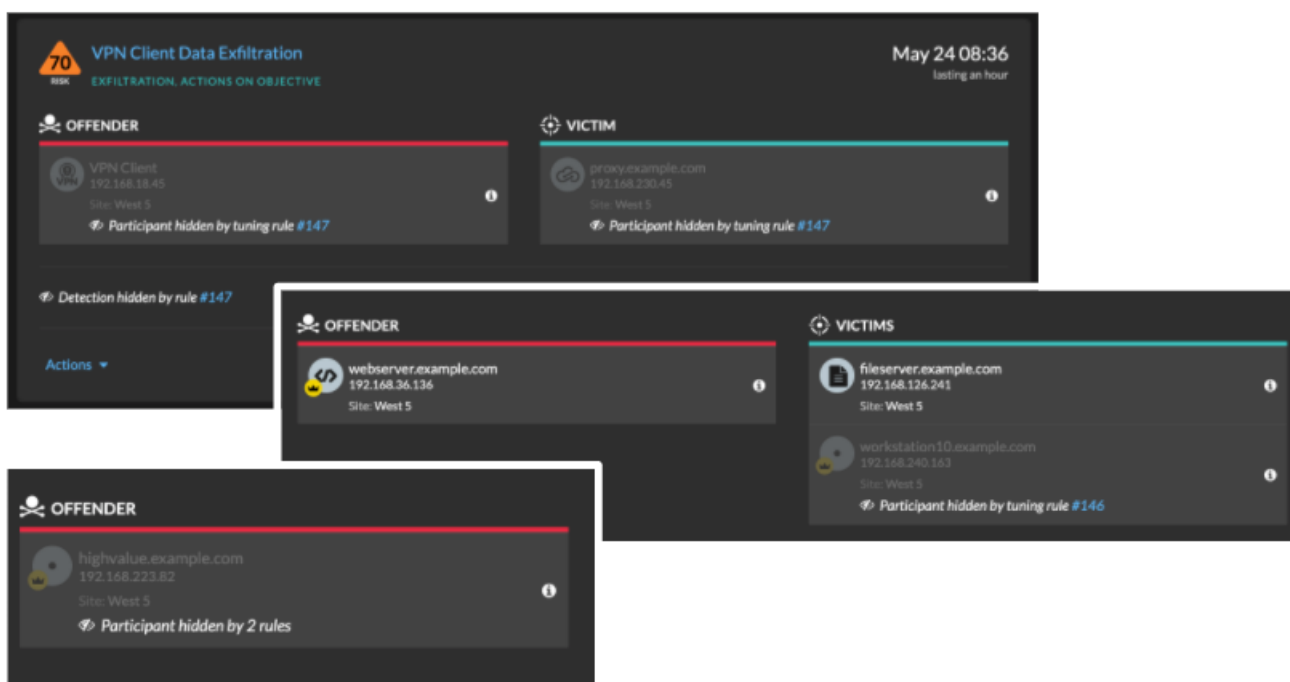 70
RISK
VPN Client Data Exfiltration
EXFILTRATION, ACTIONS ON OBJECTIVE
May 24 08:36
lasting an hour
OFFENDER
VPN
VPN Client
192.168.18.45
Site: West 5
Participant hidden by tuning rule #147
VICTIM
proxy.example.com
192.168.230.45
Site: West 5
Participant hidden by tuning rule #147
Detection hidden by rule #147
Actions
OFFENDER
webserver.example.com
192.168.36.136
Site: West 5
VICTIMS
fileserver.example.com
192.168.126.241
Site: West 5
workstation10.example.com
192.168.240.163
Site: West 5
Participant hidden by tuning rule #146
OFFENDER
highvalue.example.com
192.168.223.82
Site: West 5
Participant hidden by 2 rules